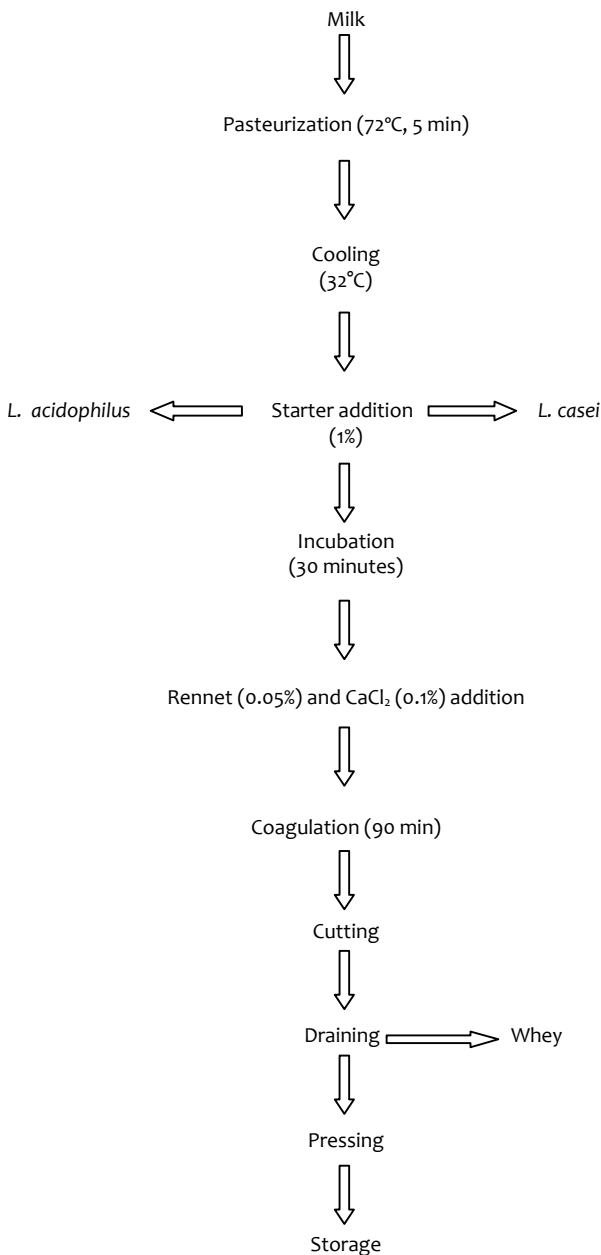 Milk
Pasteurization (72°C, 5 min)
Cooling
(32°C)
L. acidophilus
Starter addition
(1%)
L. casei
Incubation
(30 minutes)
Rennet (0.05%) and CaCl₂ (0.1%) addition
Coagulation (90 min)
Cutting
Draining
Whey
Pressing
Storage